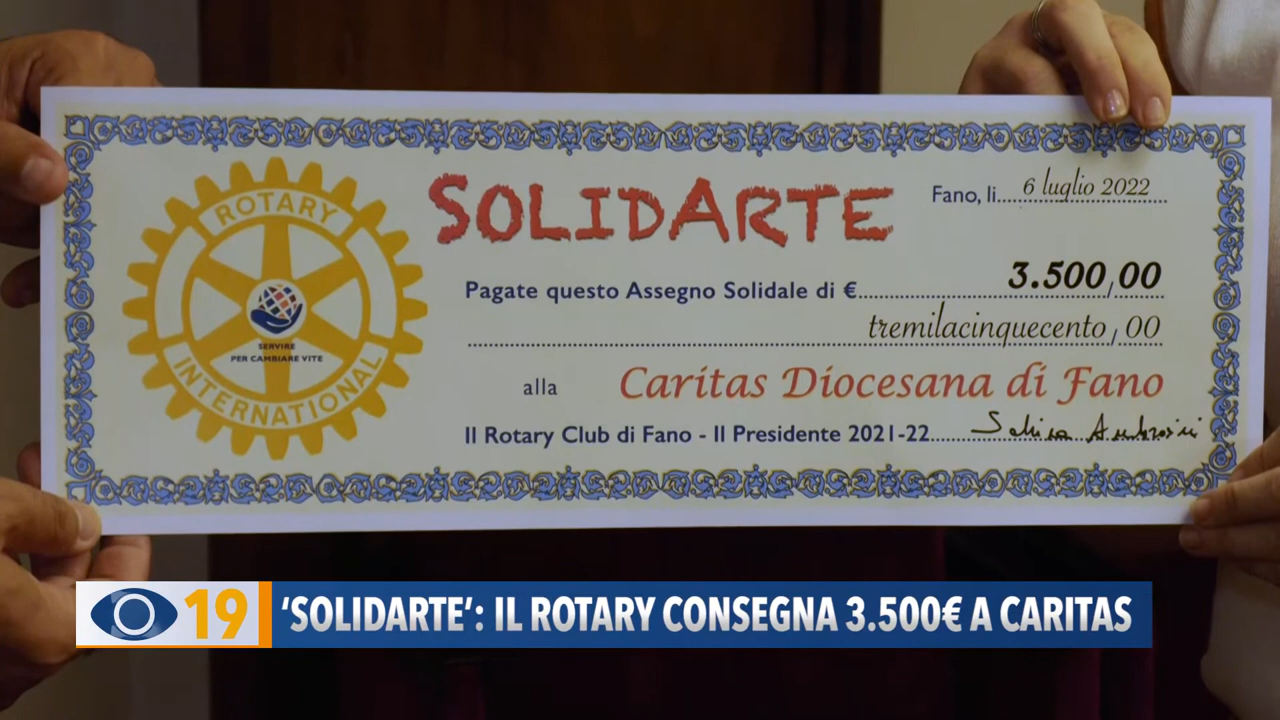 ROTARY
INTERNATIONAL
SERVIRE
PER CAMBIARE VITE
SOLIDARTE
Fano, li....6 luglio 2022
Pagate questo Assegno Solidale di €....3.500,00
tremilacinquecento, 00
alla Caritas Diocesana di Fano
Il Rotary Club di Fano - Il Presidente 2021-22....
19 ‘SOLIDARTE’: IL ROTARY CONSEGNA 3.500€ A CARITAS